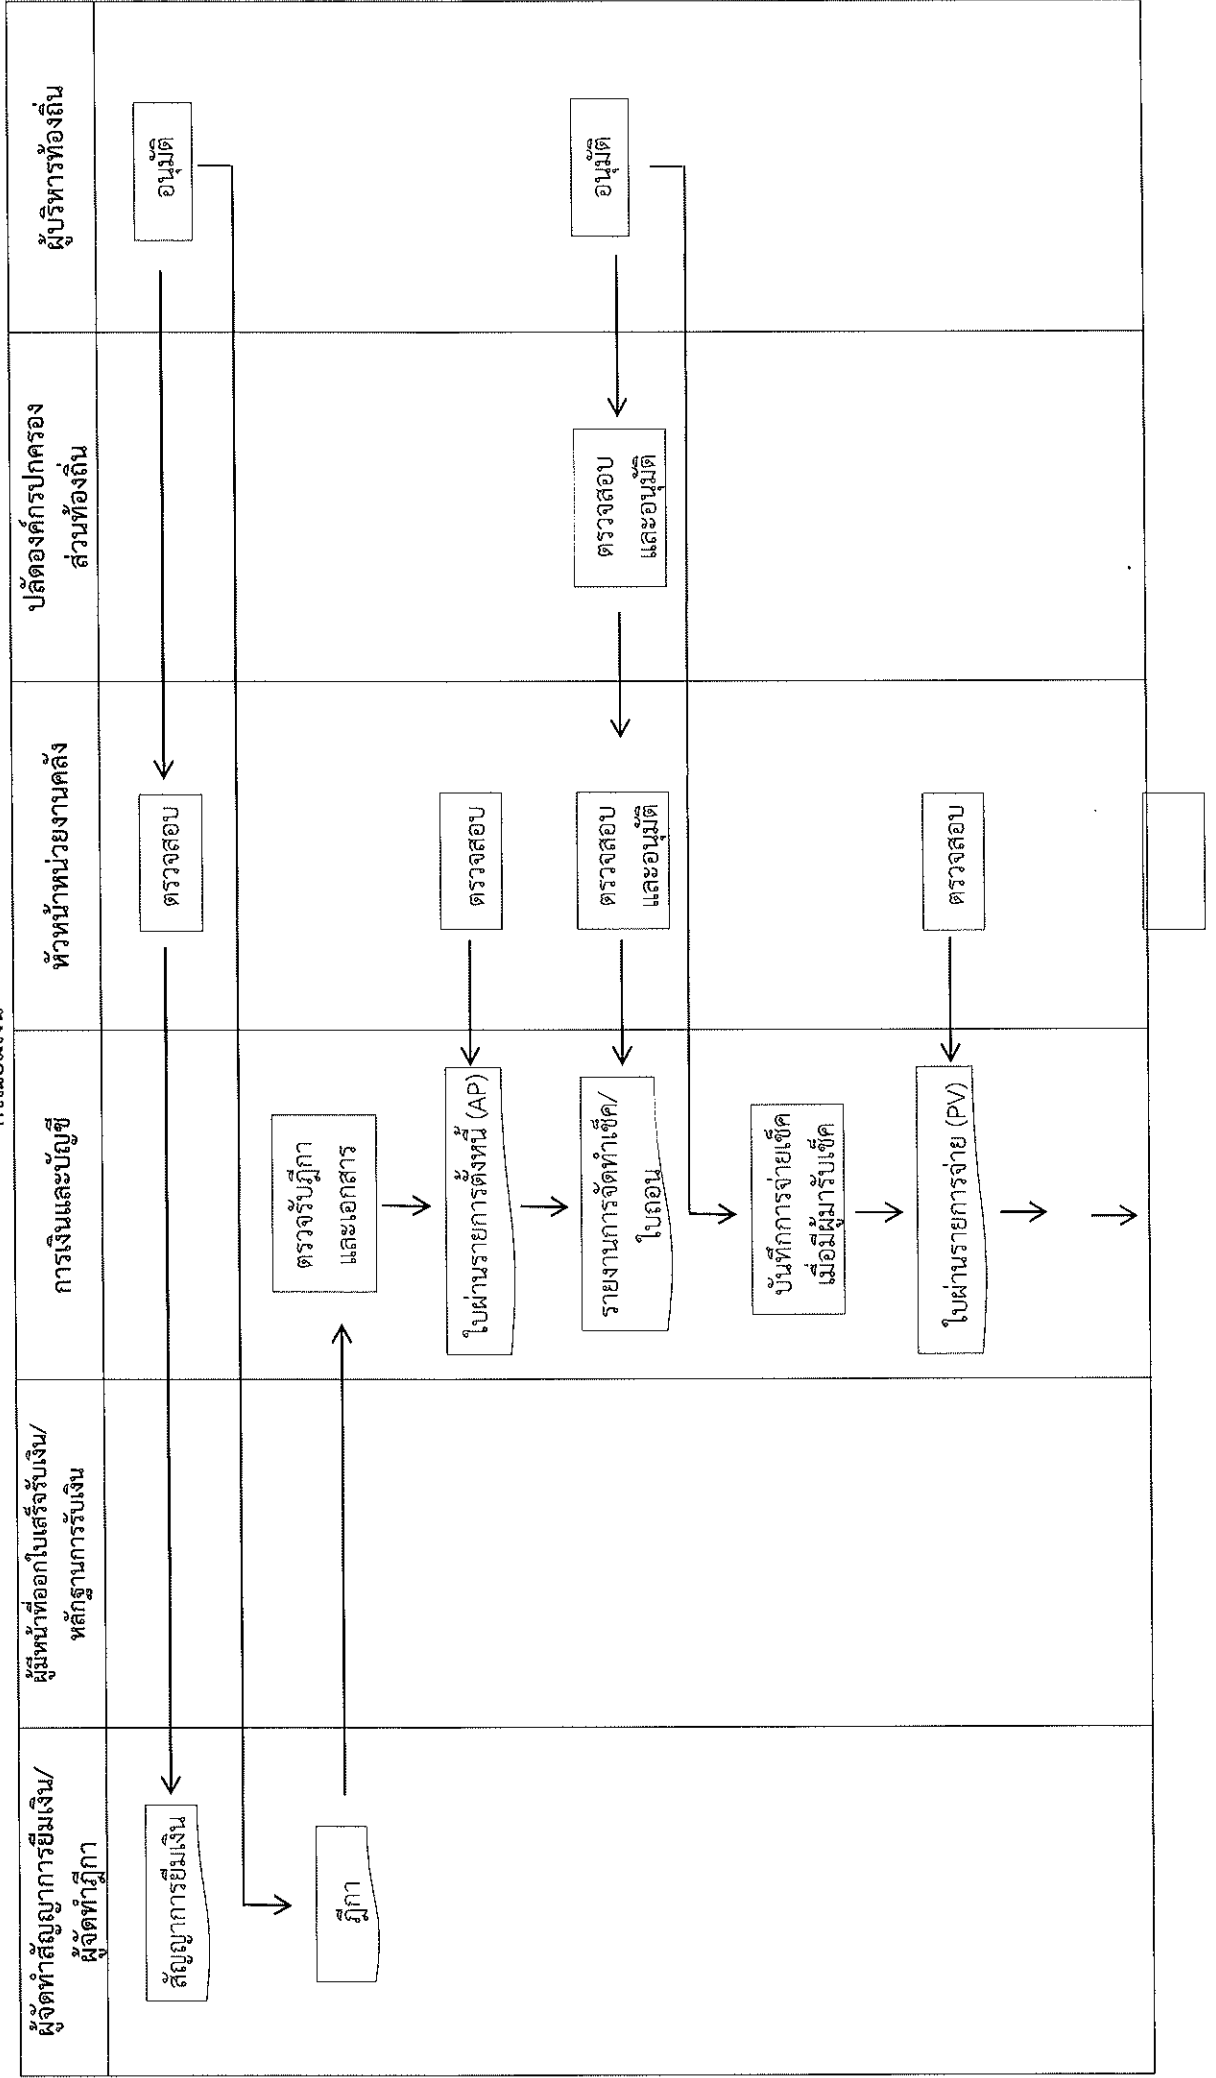 ผู้จัดทำสัญญาการยืมเงิน/
ผู้จัดทำฎีกา
ผู้มีหน้าที่ออกใบเสร็จรับเงิน/
หลักฐานการรับเงิน
การเงินและบัญชี
หัวหน้าหน่วยงานคลัง
ปลัดองค์กรปกครอง
ส่วนท้องถิ่น
ผู้บริหารท้องถิ่น
สัญญาการยืมเงิน
ตรวจสอบ
อนุมัติ
ฎีกา
ตรวจรับฎีกา
และเอกสาร
ใบผ่านรายการตั้งหนี้ (AP)
ตรวจสอบ
รายงานการจัดทำเช็ค/
ใบถอน
ตรวจสอบ
และอนุมัติ
ตรวจสอบ
และอนุมัติ
อนุมัติ
บันทึกการจ่ายเช็ค
เมื่อมีผู้มารับเช็ค
ใบผ่านรายการจ่าย (PV)
ตรวจสอบ